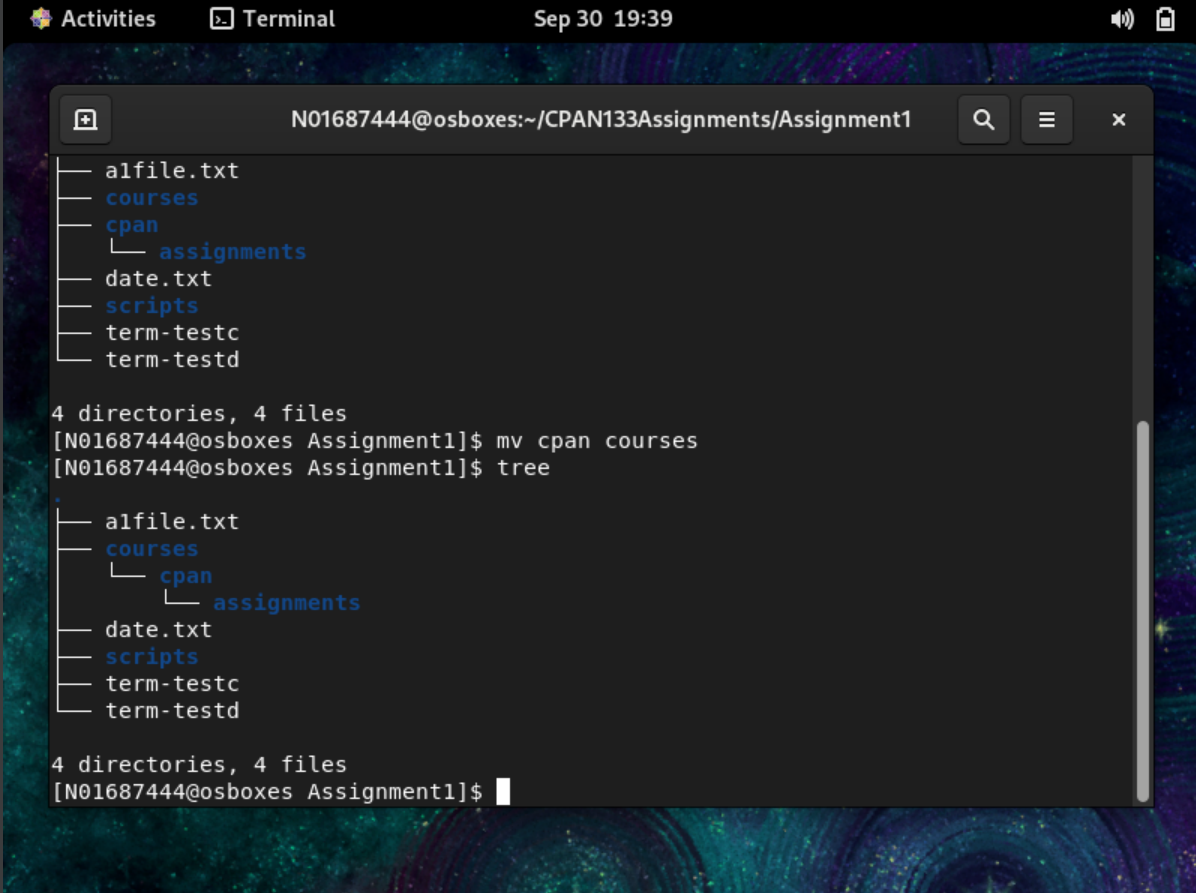 Activities Terminal Sep 30 19:39
N01687444@osboxes:~/CPAN133Assignments/Assignment1
├── a1file.txt
├── courses
├── cpan
│   └── assignments
├── date.txt
├── scripts
├── term-testc
└── term-testd
4 directories, 4 files
[N01687444@osboxes Assignment1]$ mv cpan courses
[N01687444@osboxes Assignment1]$ tree
.
├── a1file.txt
├── courses
│   └── cpan
│       └── assignments
├── date.txt
├── scripts
├── term-testc
└── term-testd
4 directories, 4 files
[N01687444@osboxes Assignment1]$